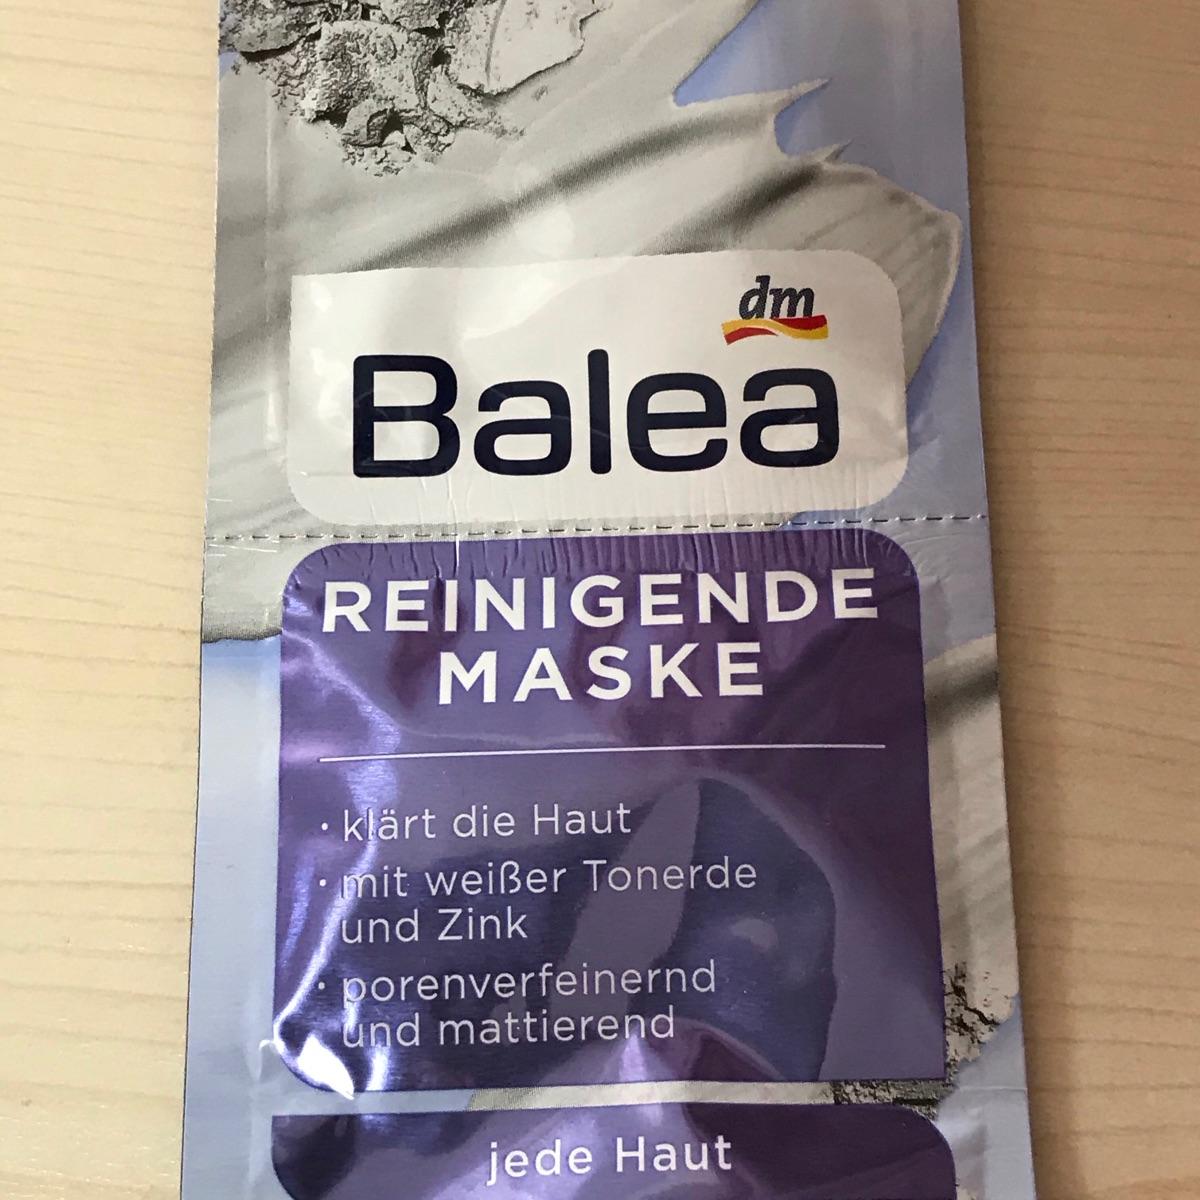 dm
Balea
REINIGENDE
MASKE
· klärt die Haut
· mit weißer Tonerde
und Zink
· porenverfeinernd
und mattierend
jede Haut